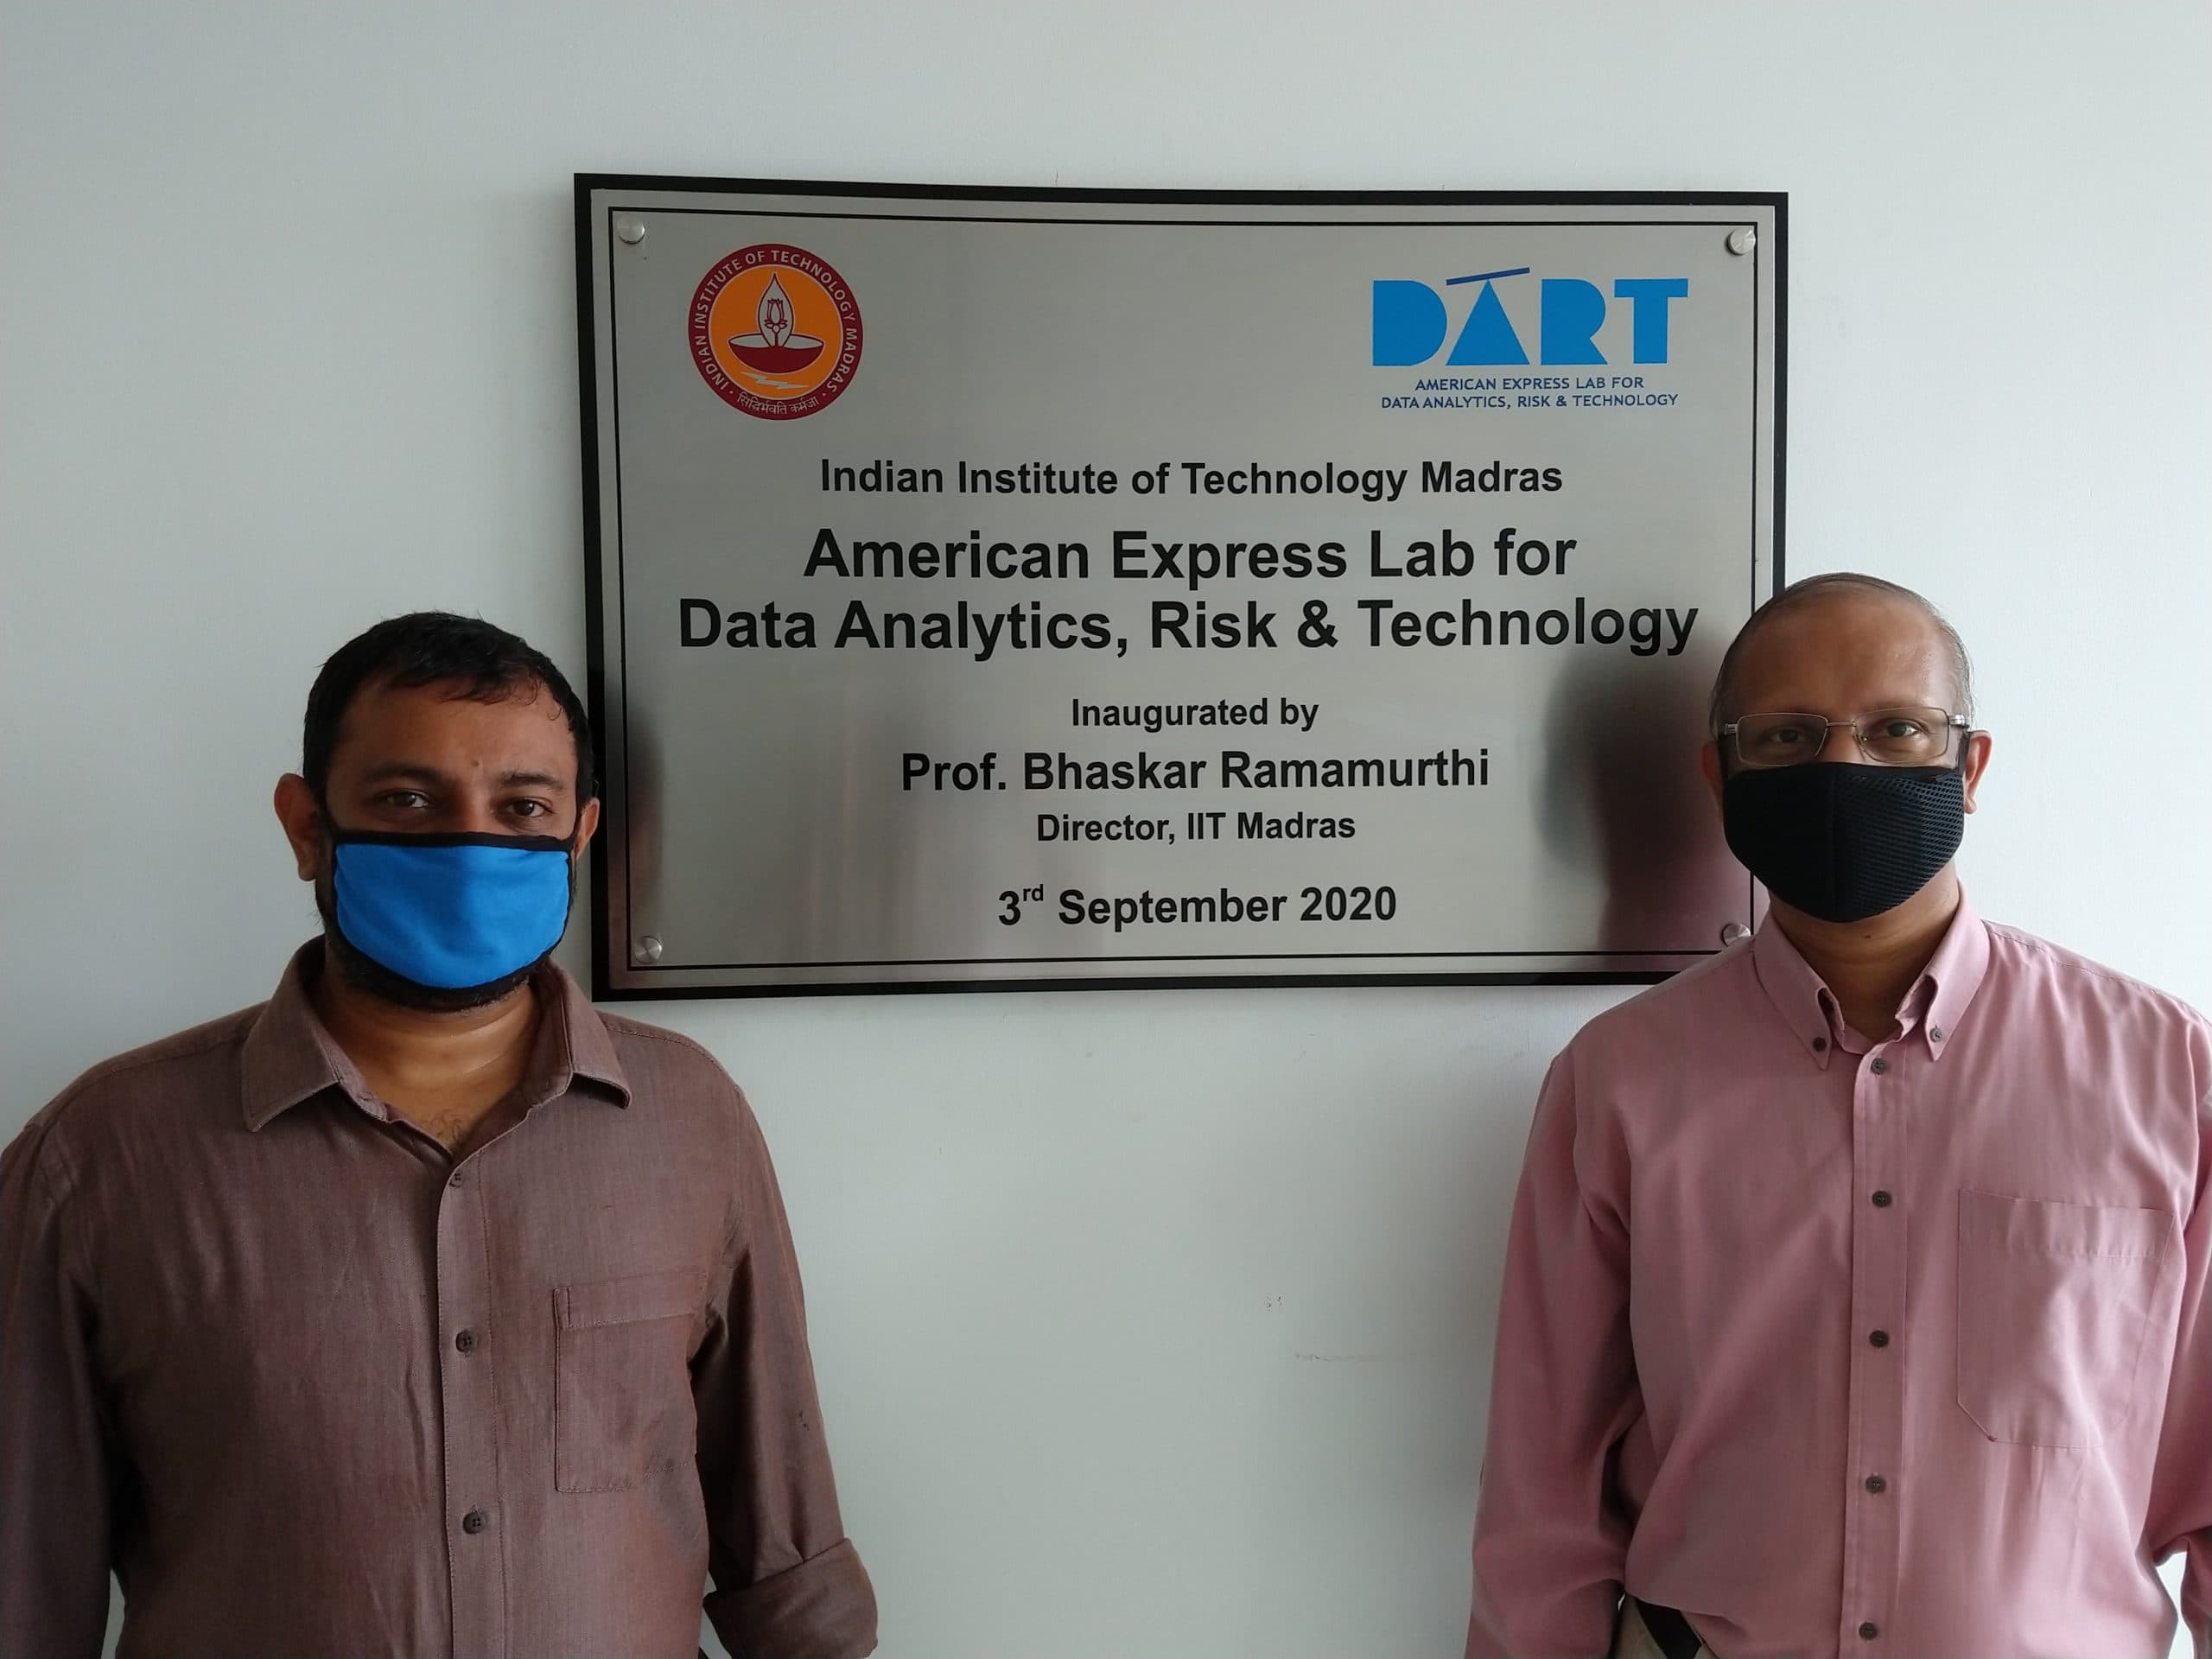 INDIAN INSTITUTE OF TECHNOLOGY MADRAS
सिद्धिर्भवति कर्मजा
DART
AMERICAN EXPRESS LAB FOR
DATA ANALYTICS, RISK & TECHNOLOGY
Indian Institute of Technology Madras
American Express Lab for
Data Analytics, Risk & Technology
Inaugurated by
Prof. Bhaskar Ramamurthi
Director, IIT Madras
3rd September 2020